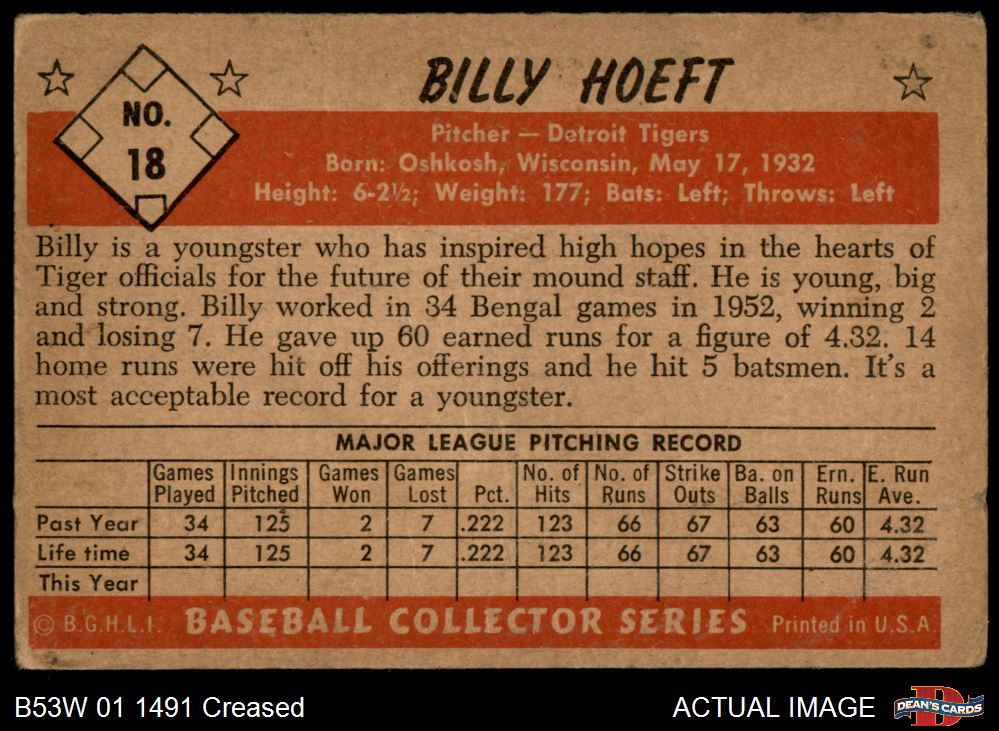 BILLY HOEFT
NO.
18
Pitcher — Detroit Tigers
Born: Oshkosh, Wisconsin, May 17, 1932
Height: 6-2½; Weight: 177; Bats: Left; Throws: Left
Billy is a youngster who has inspired high hopes in the hearts of
Tiger officials for the future of their mound staff. He is young, big
and strong. Billy worked in 34 Bengal games in 1952, winning 2
and losing 7. He gave up 60 earned runs for a figure of 4.32. 14
home runs were hit off his offerings and he hit 5 batsmen. It's a
most acceptable record for a youngster.
MAJOR LEAGUE PITCHING RECORD
Games Innings Games Games No. of No. of Strike Ba. on Ern. E. Run
Played Pitched Won Lost Pct. Hits Runs Outs Balls Runs Ave.
Past Year 34 125 2 7 .222 123 66 67 63 60 4.32
Life time 34 125 2 7 .222 123 66 67 63 60 4.32
This Year
© B.G.H.L.I. BASEBALL COLLECTOR SERIES Printed in U.S.A.
B53W 01 1491 Creased ACTUAL IMAGE DEAN'S CARDS